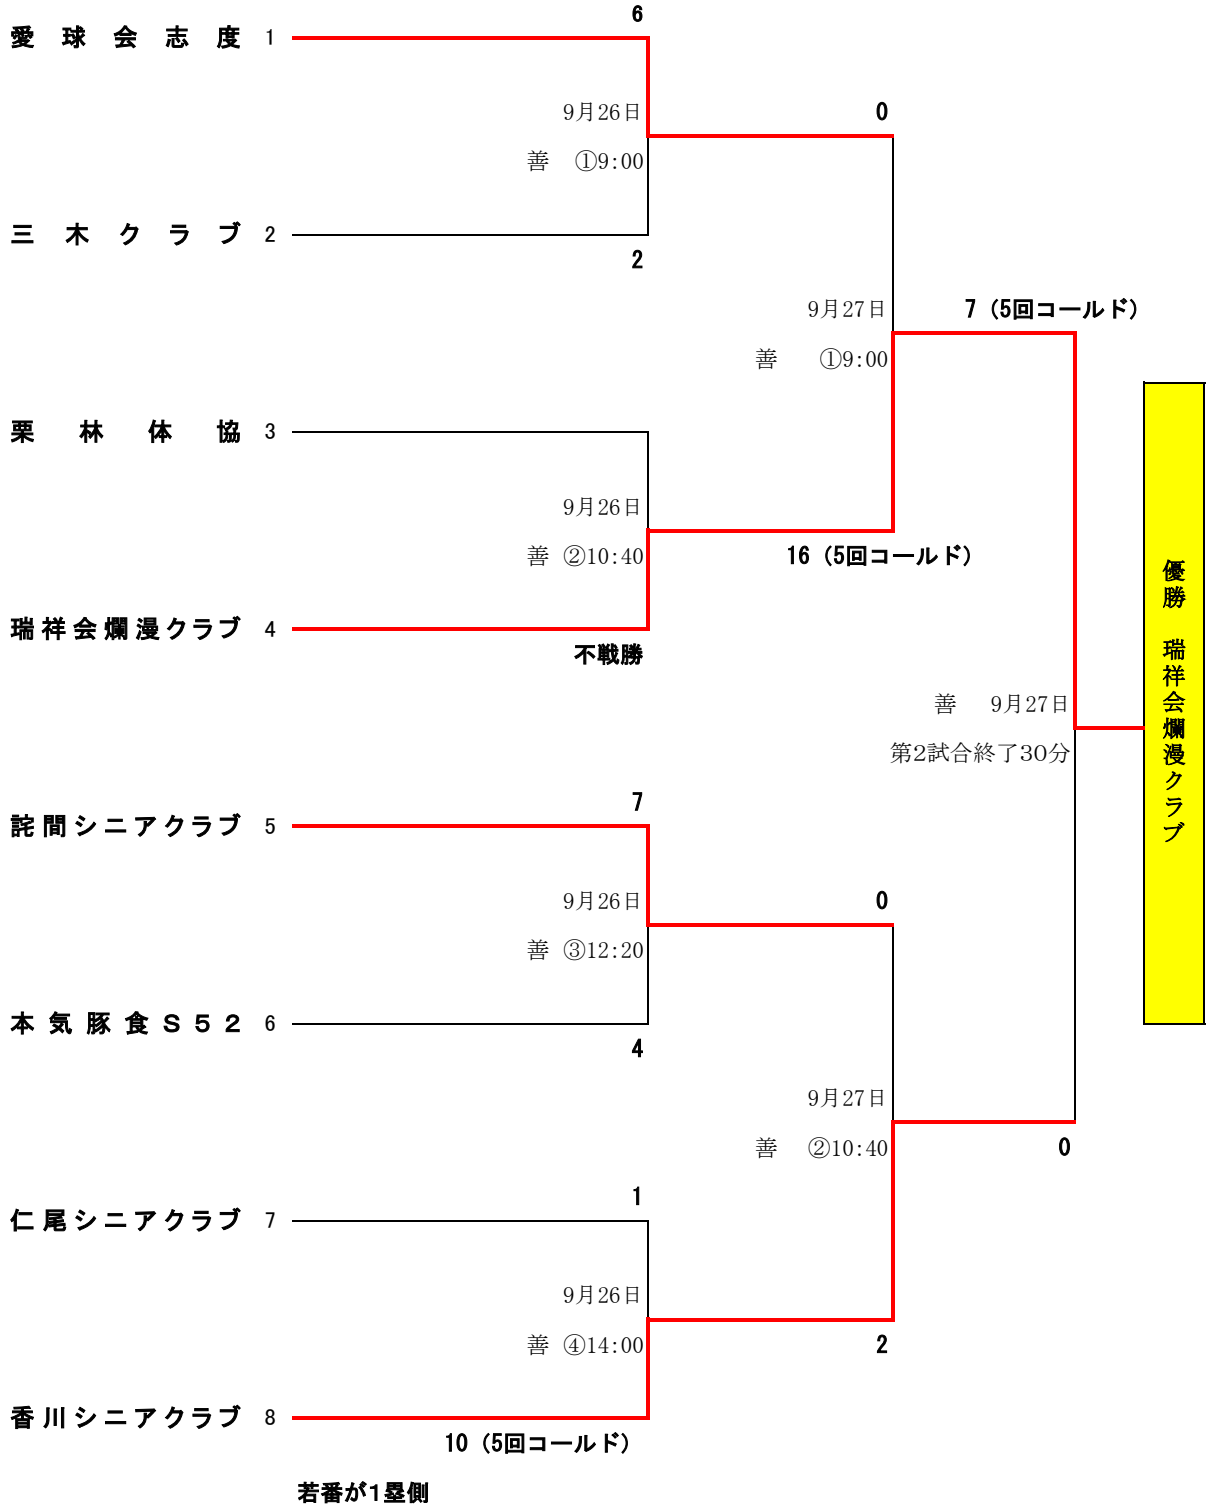 6
愛球会志度 1
9月26日
0
善 ①9:00
三木クラブ 2
2
9月27日
7（5回コールド）
善 ①9:00
栗林体協 3
9月26日
善 ②10:40
16（5回コールド）
瑞祥会爛漫クラブ 4
不戦勝
優勝 瑞祥会爛漫クラブ
善 9月27日
第2試合終了30分
7
詫間シニアクラブ 5
9月26日
0
善 ③12:20
本気豚食S52 6
4
9月27日
善 ②10:40
0
1
仁尾シニアクラブ 7
9月26日
善 ④14:00
2
香川シニアクラブ 8
10（5回コールド）
若番が1塁側